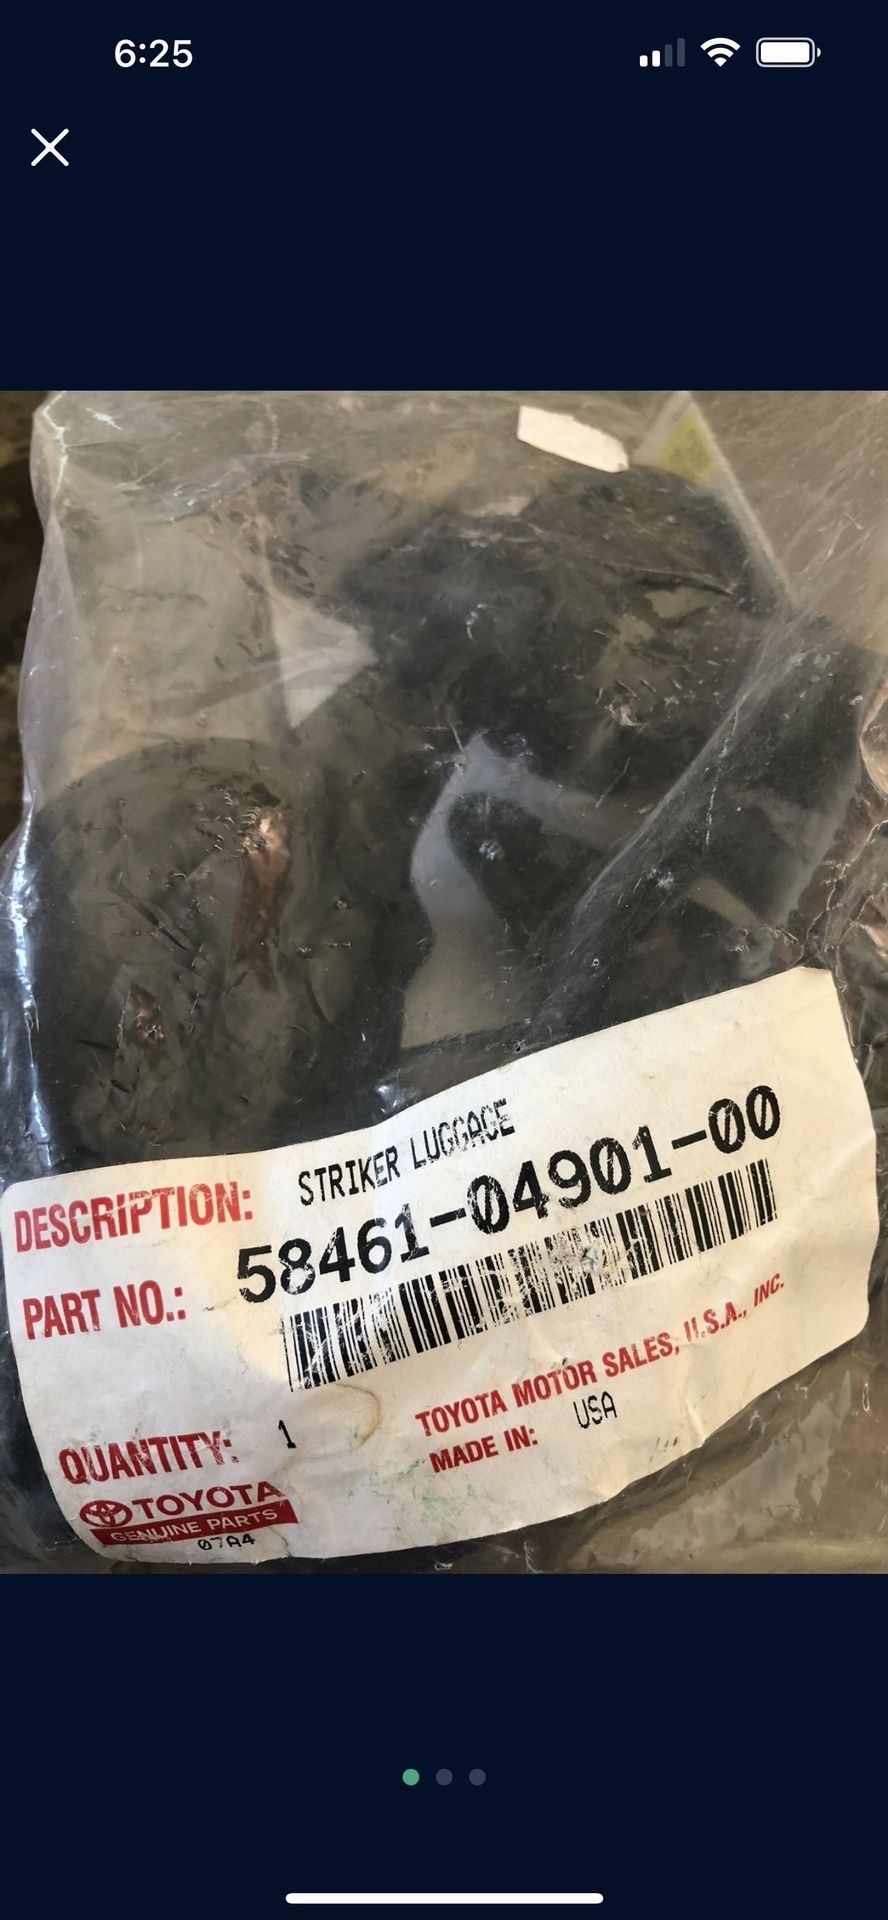 6:25
DESCRIPTION: STRIKER LUGGAGE
PART NO.: 58461-04901-00
QUANTITY: 1
TOYOTA MOTOR SALES, U.S.A., INC.
MADE IN: USA
TOYOTA
GENUINE PARTS
07A4